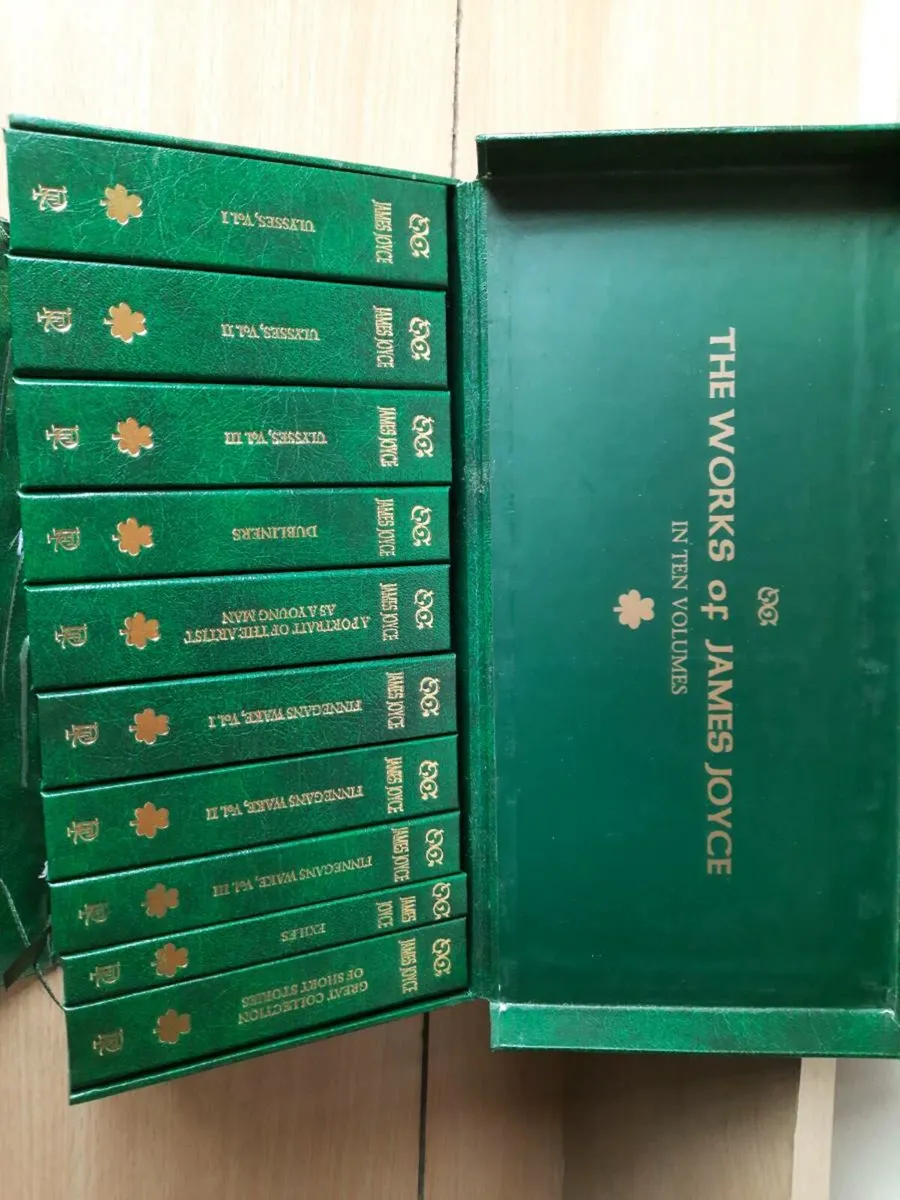 JAMES JOYCE
ULYSSES, Vol. I
JAMES JOYCE
ULYSSES, Vol. II
JAMES JOYCE
ULYSSES, Vol. III
JAMES JOYCE
DUBLINERS
JAMES JOYCE
A PORTRAIT OF THE ARTIST
AS A YOUNG MAN
JAMES JOYCE
FINNEGANS WAKE, Vol. I
JAMES JOYCE
FINNEGANS WAKE, Vol. II
JAMES JOYCE
FINNEGANS WAKE, Vol. III
JAMES
JOYCE
EXILES
JAMES JOYCE
GREAT COLLECTION
OF SHORT STORIES
THE WORKS of JAMES JOYCE
IN TEN VOLUMES